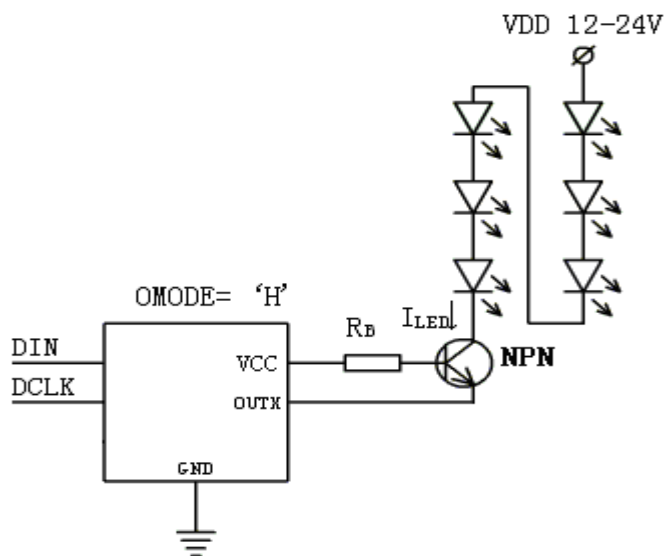 VDD 12-24V
OMODE= ‘H’
RB
ILED
NPN
DIN
VCC
DCLK
OUTX
GND